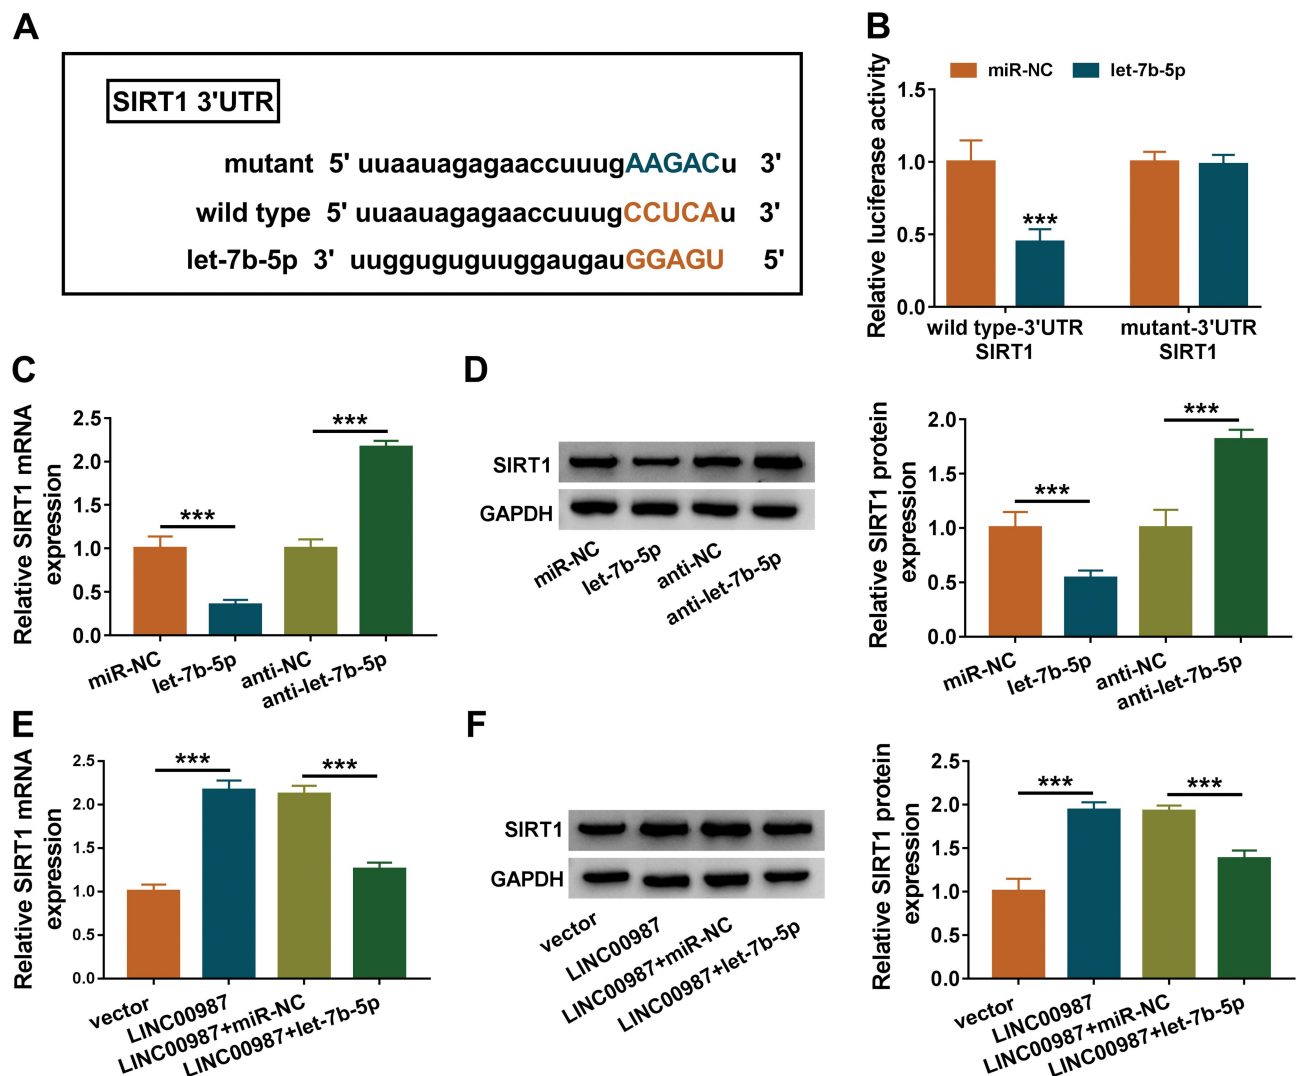 A
SIRT1 3'UTR
mutant 5' uuaauagagaaccuuugAAGACu 3'
wild type 5' uuaauagagaaccuuugCCUCAu 3'
let-7b-5p 3' uugguguguuggaugauGGAGU 5'
B
miR-NC let-7b-5p
Relative luciferase activity
1.5
1.0
0.5
0.0
***
wild type-3'UTR
SIRT1
mutant-3'UTR
SIRT1
C
Relative SIRT1 mRNA
expression
2.5
2.0
1.5
1.0
0.5
0.0
***
***
miR-NC
let-7b-5p
anti-NC
anti-let-7b-5p
D
SIRT1
GAPDH
miR-NC
let-7b-5p
anti-NC
anti-let-7b-5p
Relative SIRT1 protein
expression
2.0
1.5
1.0
0.5
0.0
***
***
miR-NC
let-7b-5p
anti-NC
anti-let-7b-5p
E
Relative SIRT1 mRNA
expression
2.5
2.0
1.5
1.0
0.5
0.0
***
***
vector
LINC00987
LINC00987+miR-NC
LINC00987+let-7b-5p
F
SIRT1
GAPDH
vector
LINC00987
LINC00987+miR-NC
LINC00987+let-7b-5p
Relative SIRT1 protein
expression
2.5
2.0
1.5
1.0
0.5
0.0
***
***
vector
LINC00987
LINC00987+miR-NC
LINC00987+let-7b-5p